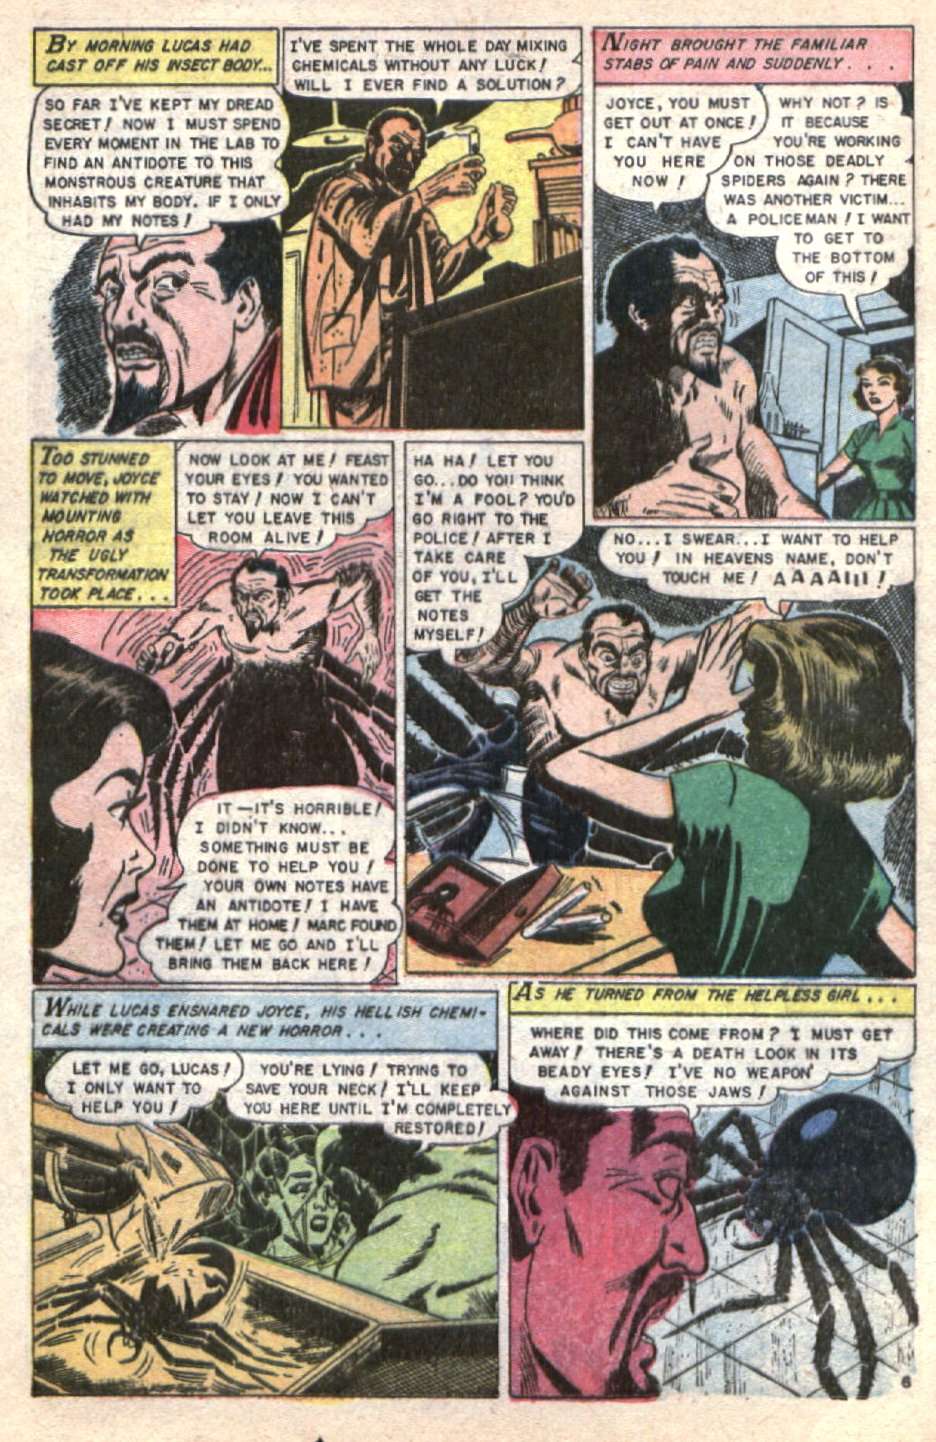 BY MORNING LUCAS HAD
CAST OFF HIS INSECT BODY...
SO FAR I'VE KEPT MY DREAD
SECRET! NOW I MUST SPEND
EVERY MOMENT IN THE LAB TO
FIND AN ANTIDOTE TO THIS
MONSTROUS CREATURE THAT
INHABITS MY BODY. IF I ONLY
HAD MY NOTES!
I'VE SPENT THE WHOLE DAY MIXING
CHEMICALS WITHOUT ANY LUCK!
WILL I EVER FIND A SOLUTION?
NIGHT BROUGHT THE FAMILIAR
STABS OF PAIN AND SUDDENLY....
JOYCE, YOU MUST
GET OUT AT ONCE!
I CAN'T HAVE
YOU HERE
NOW!
WHY NOT? IS
IT BECAUSE
YOU'RE WORKING
ON THOSE DEADLY
SPIDERS AGAIN? THERE
WAS ANOTHER VICTIM...
A POLICEMAN! I WANT
TO GET TO
THE BOTTOM
OF THIS!
TOO STUNNED
TO MOVE, JOYCE
WATCHED WITH
MOUNTING
HORROR AS
THE UGLY
TRANSFORMATION
TOOK PLACE...
NOW LOOK AT ME! FEAST
YOUR EYES! YOU WANTED
TO STAY! NOW I CAN'T
LET YOU LEAVE THIS
ROOM ALIVE!
IT-IT'S HORRIBLE!
I DIDN'T KNOW...
SOMETHING MUST BE
DONE TO HELP YOU!
YOUR OWN NOTES HAVE
AN ANTIDOTE! I HAVE
THEM AT HOME! MARC FOUND
THEM! LET ME GO AND I'LL
BRING THEM BACK HERE!
HA HA! LET YOU
GO...DO YOU THINK
I'M A FOOL? YOU'D
GO RIGHT TO THE
POLICE! AFTER I
TAKE CARE
OF YOU, I'LL
GET THE
NOTES
MYSELF!
NO...I SWEAR...I WANT TO HELP
YOU! IN HEAVENS NAME, DON'T
TOUCH ME! AAAAIII!
WHILE LUCAS ENSNARED JOYCE, HIS HELLISH CHEMI-
CALS WERE CREATING A NEW HORROR...
LET ME GO, LUCAS!
I ONLY WANT TO
HELP YOU!
YOU'RE LYING! TRYING TO
SAVE YOUR NECK! I'LL KEEP
YOU HERE UNTIL I'M COMPLETELY
RESTORED!
AS HE TURNED FROM THE HELPLESS GIRL...
WHERE DID THIS COME FROM? I MUST GET
AWAY! THERE'S A DEATH LOOK IN ITS
BEADY EYES! I'VE NO WEAPON
AGAINST THOSE JAWS!
6